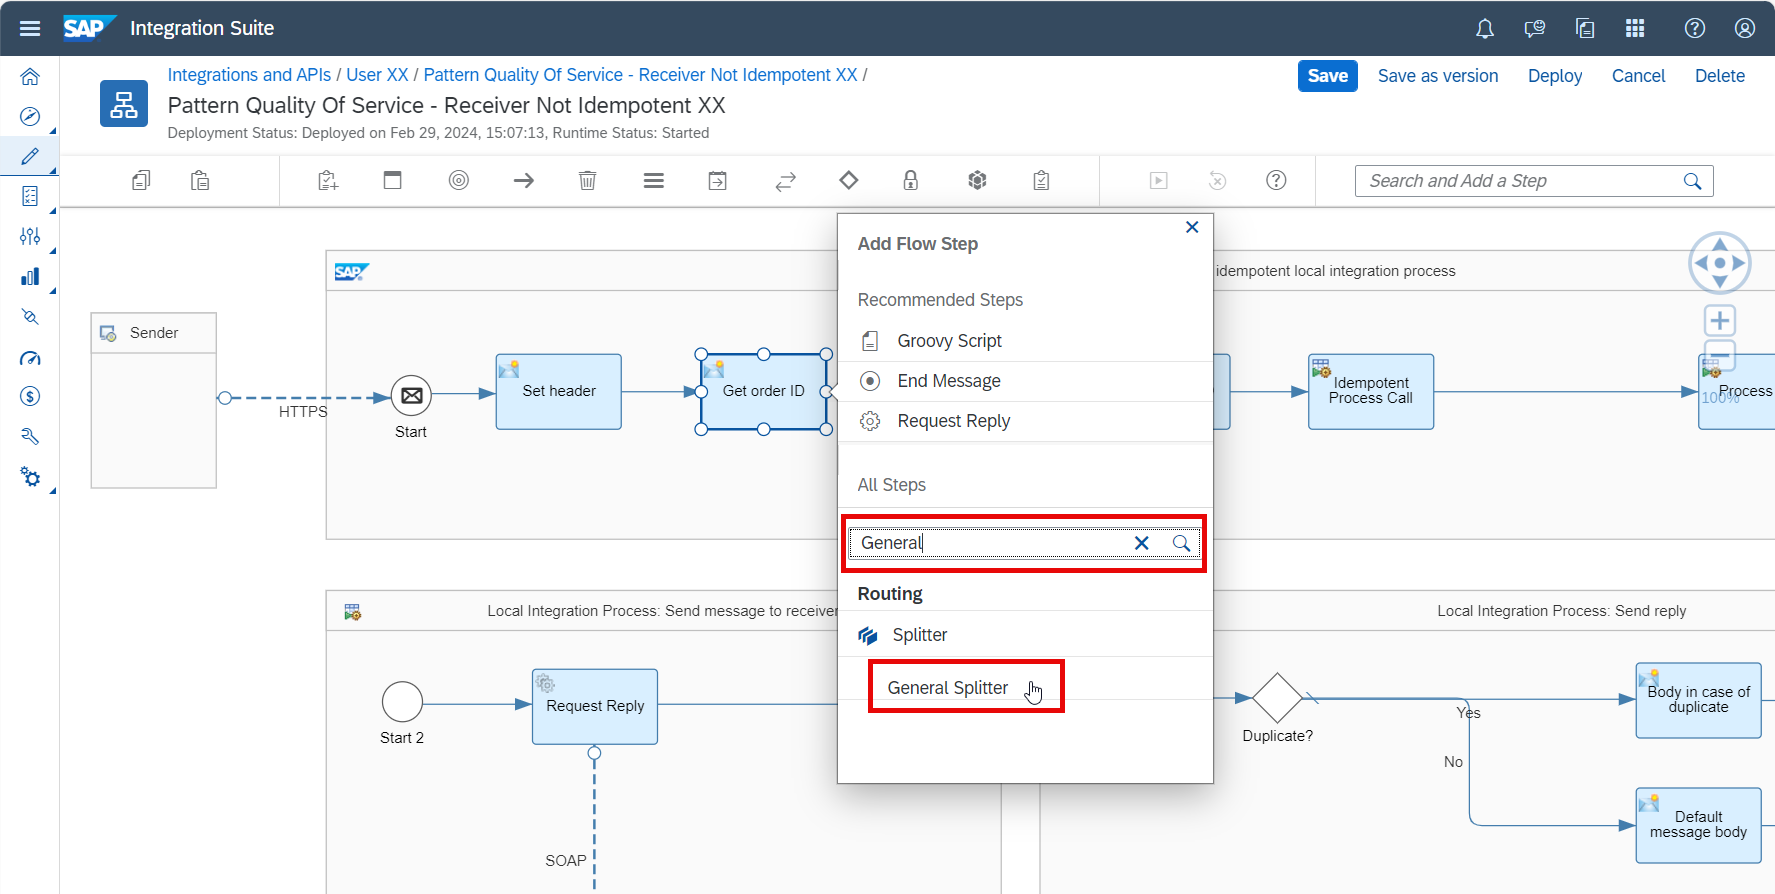 SAP Integration Suite
Integrations and APIs / User XX / Pattern Quality Of Service - Receiver Not Idempotent XX /
Save Save as version Deploy Cancel Delete
Pattern Quality Of Service - Receiver Not Idempotent XX
Deployment Status: Deployed on Feb 29, 2024, 15:07:13, Runtime Status: Started
Search and Add a Step
Add Flow Step
SAP
idempotent local integration process
Recommended Steps
Sender
Groovy Script
End Message
Request Reply
Set header
Get order ID
Idempotent
Process Call
Process
100%
HTTPS
Start
All Steps
General
Routing
Local Integration Process: Send message to receiver
Local Integration Process: Send reply
Splitter
General Splitter
Request Reply
Start 2
Duplicate?
Yes
No
Body in case of
duplicate
Default
message body
SOAP